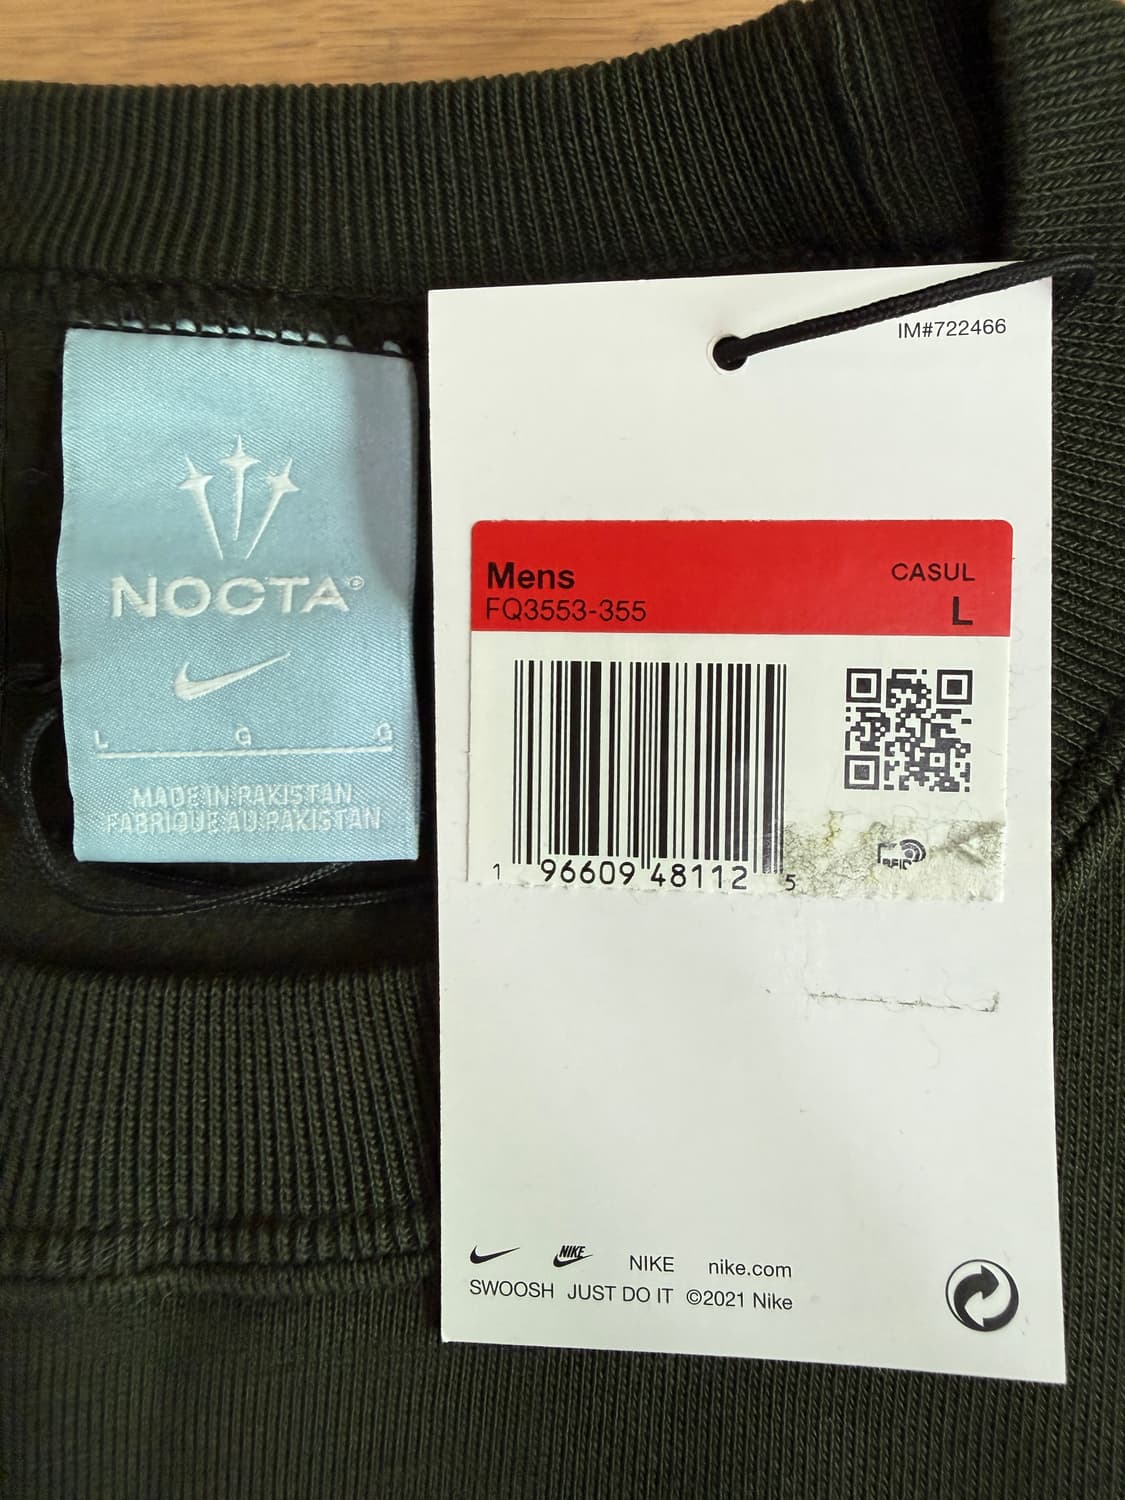 NOCTA®
L G G
MADE IN PAKISTAN
FABRIQUE AU PAKISTAN
IM#722466
Mens CASUL
FQ3553-355 L
1 96609 48112 5
RFID
NIKE NIKE nike.com
SWOOSH JUST DO IT ©2021 Nike